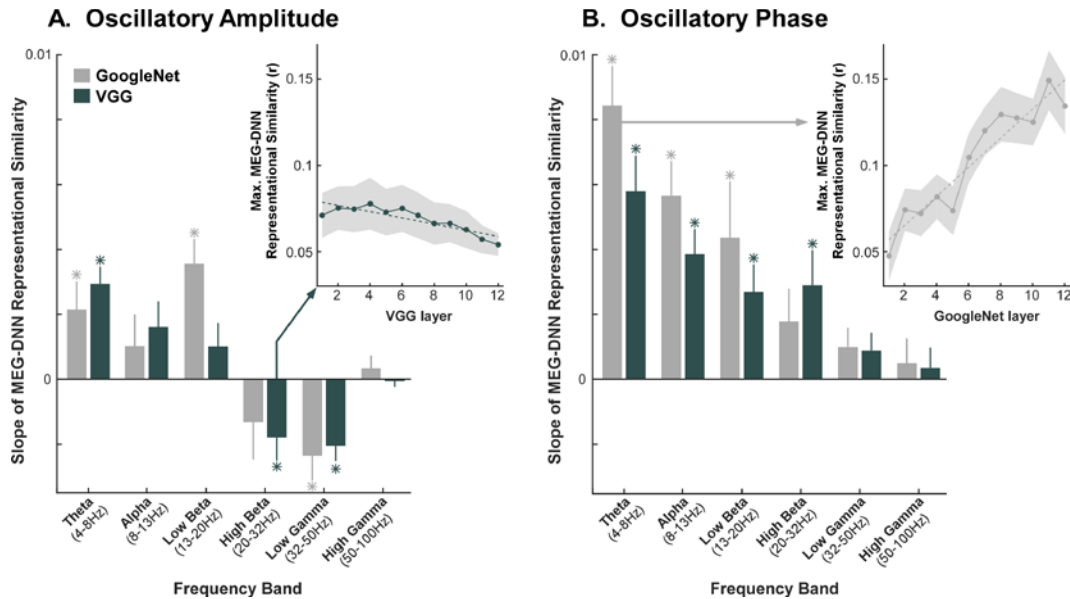 A. Oscillatory Amplitude
0.01
0
Slope of MEG-DNN Representational Similarity
GoogleNet
VGG
Max. MEG-DNN
Representational Similarity (r)
0.15
0.1
0.05
2 4 6 8 10 12
VGG layer
Theta
(4-8Hz)
Alpha
(8-13Hz)
Low Beta
(13-20Hz)
High Beta
(20-32Hz)
Low Gamma
(32-50Hz)
High Gamma
(50-100Hz)
Frequency Band
B. Oscillatory Phase
0.01
0
Slope of MEG-DNN Representational Similarity
Max. MEG-DNN
Representational Similarity (r)
0.15
0.1
0.05
2 4 6 8 10 12
GoogleNet layer
Theta
(4-8Hz)
Alpha
(8-13Hz)
Low Beta
(13-20Hz)
High Beta
(20-32Hz)
Low Gamma
(32-50Hz)
High Gamma
(50-100Hz)
Frequency Band